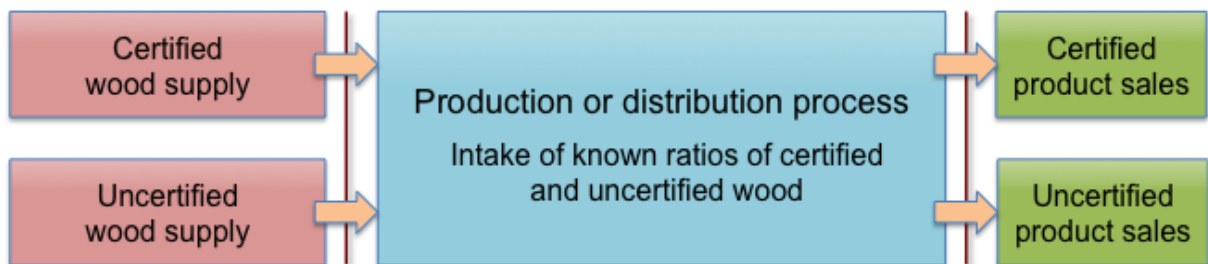 Certified
wood supply
Uncertified
wood supply
Production or distribution process
Intake of known ratios of certified
and uncertified wood
Certified
product sales
Uncertified
product sales